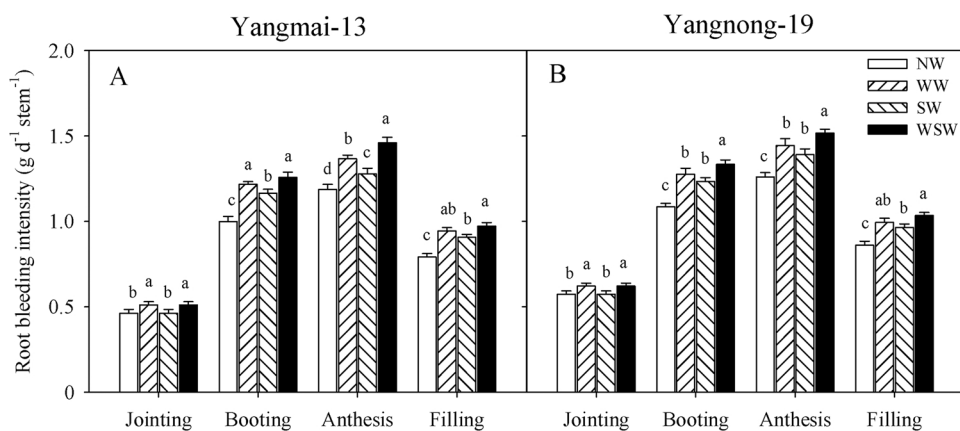 Yangmai-13 Yangnong-19
Root bleeding intensity (g d⁻¹ stem⁻¹)
2.0
1.5
1.0
0.5
0
A
b a b a
c a b a
d b c a
c ab b a
Jointing Booting Anthesis Filling
B
NW
WW
SW
WSW
b a b a
c b b a
c b b a
c ab b a
Jointing Booting Anthesis Filling